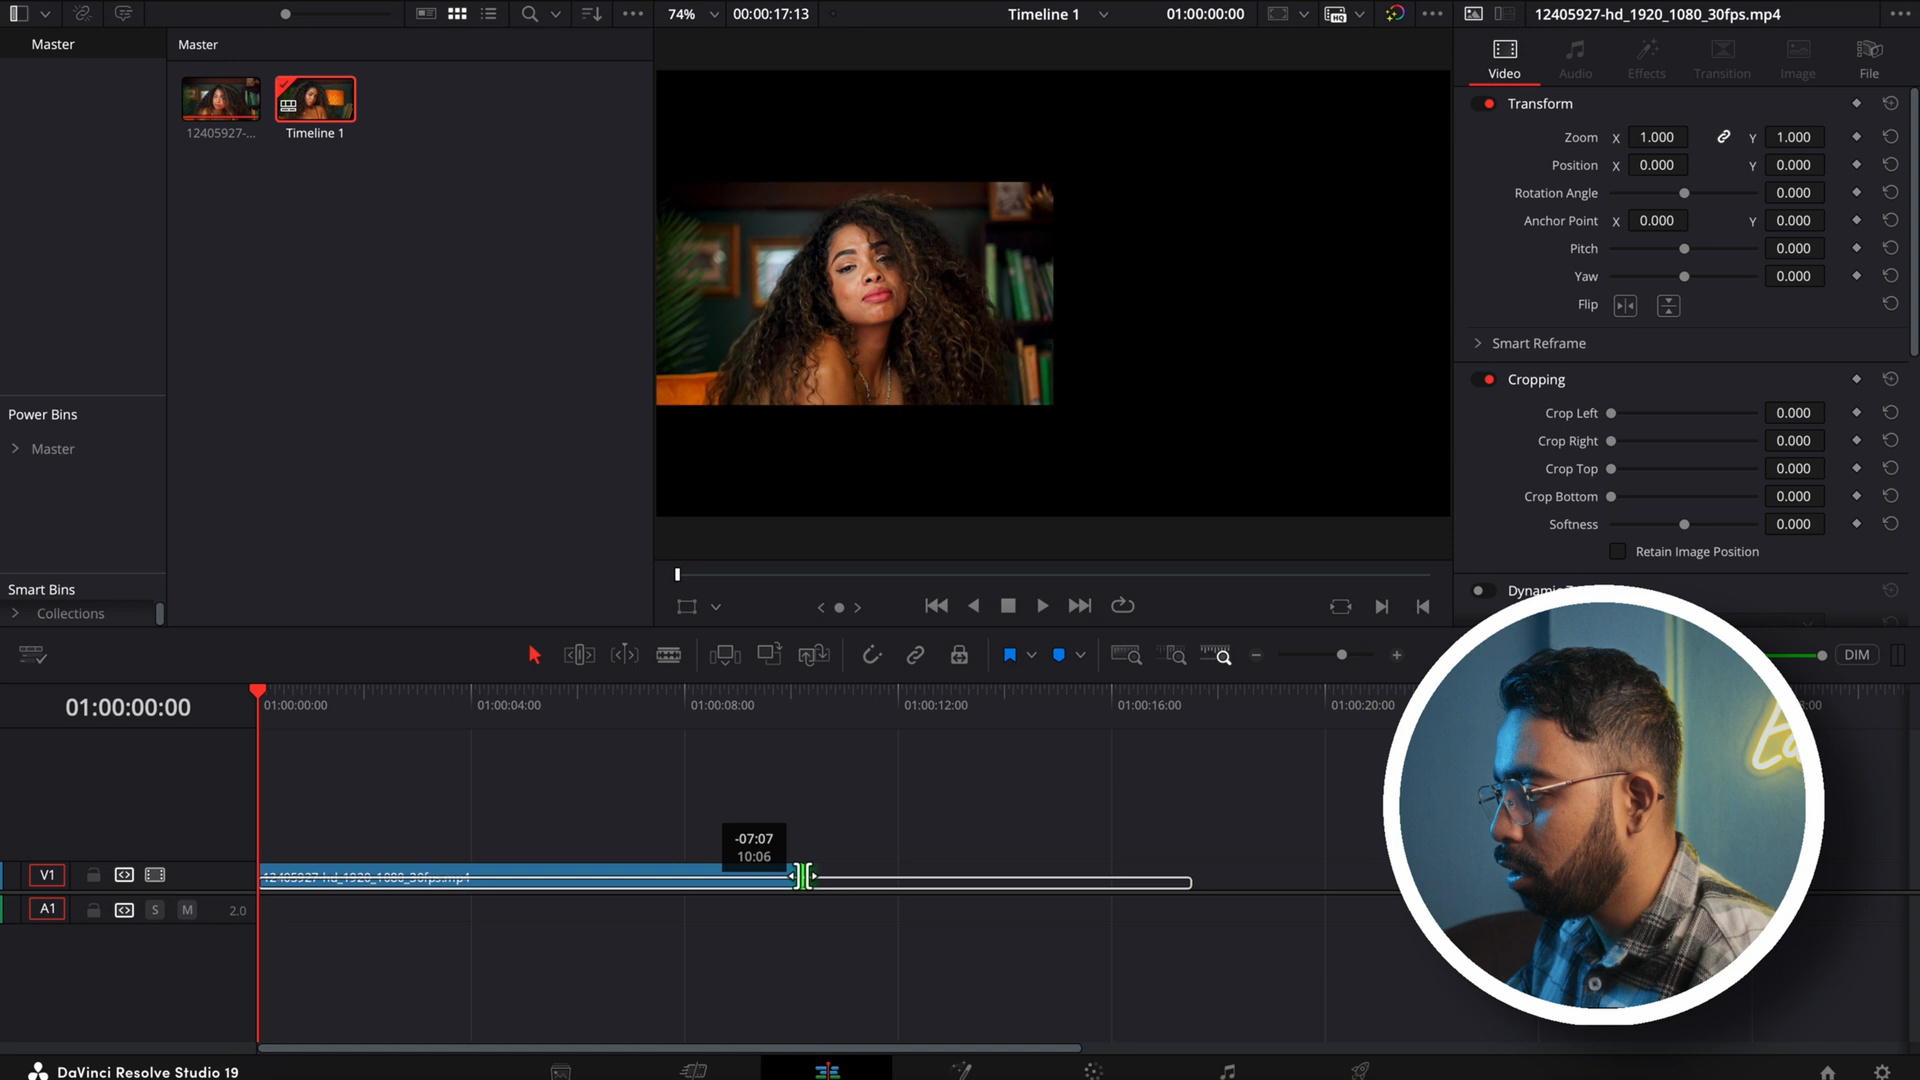 74%
00:00:17:13
Timeline 1
01:00:00:00
12405927-hd_1920_1080_30fps.mp4
Master
Master
12405927-...
Timeline 1
Power Bins
Master
Smart Bins
Collections
Video
Audio
Effects
Transition
Image
File
Transform
Zoom X 1.000 Y 1.000
Position X 0.000 Y 0.000
Rotation Angle 0.000
Anchor Point X 0.000 Y 0.000
Pitch 0.000
Yaw 0.000
Flip
Smart Reframe
Cropping
Crop Left 0.000
Crop Right 0.000
Crop Top 0.000
Crop Bottom 0.000
Softness 0.000
Retain Image Position
Dynamic
DIM
01:00:00:00
01:00:00:00
01:00:04:00
01:00:08:00
01:00:12:00
01:00:16:00
01:00:20:00
-07:07
10:06
V1
12405927-hd_1920_1080_30fps.mp4
A1
S
M
2.0
DaVinci Resolve Studio 19